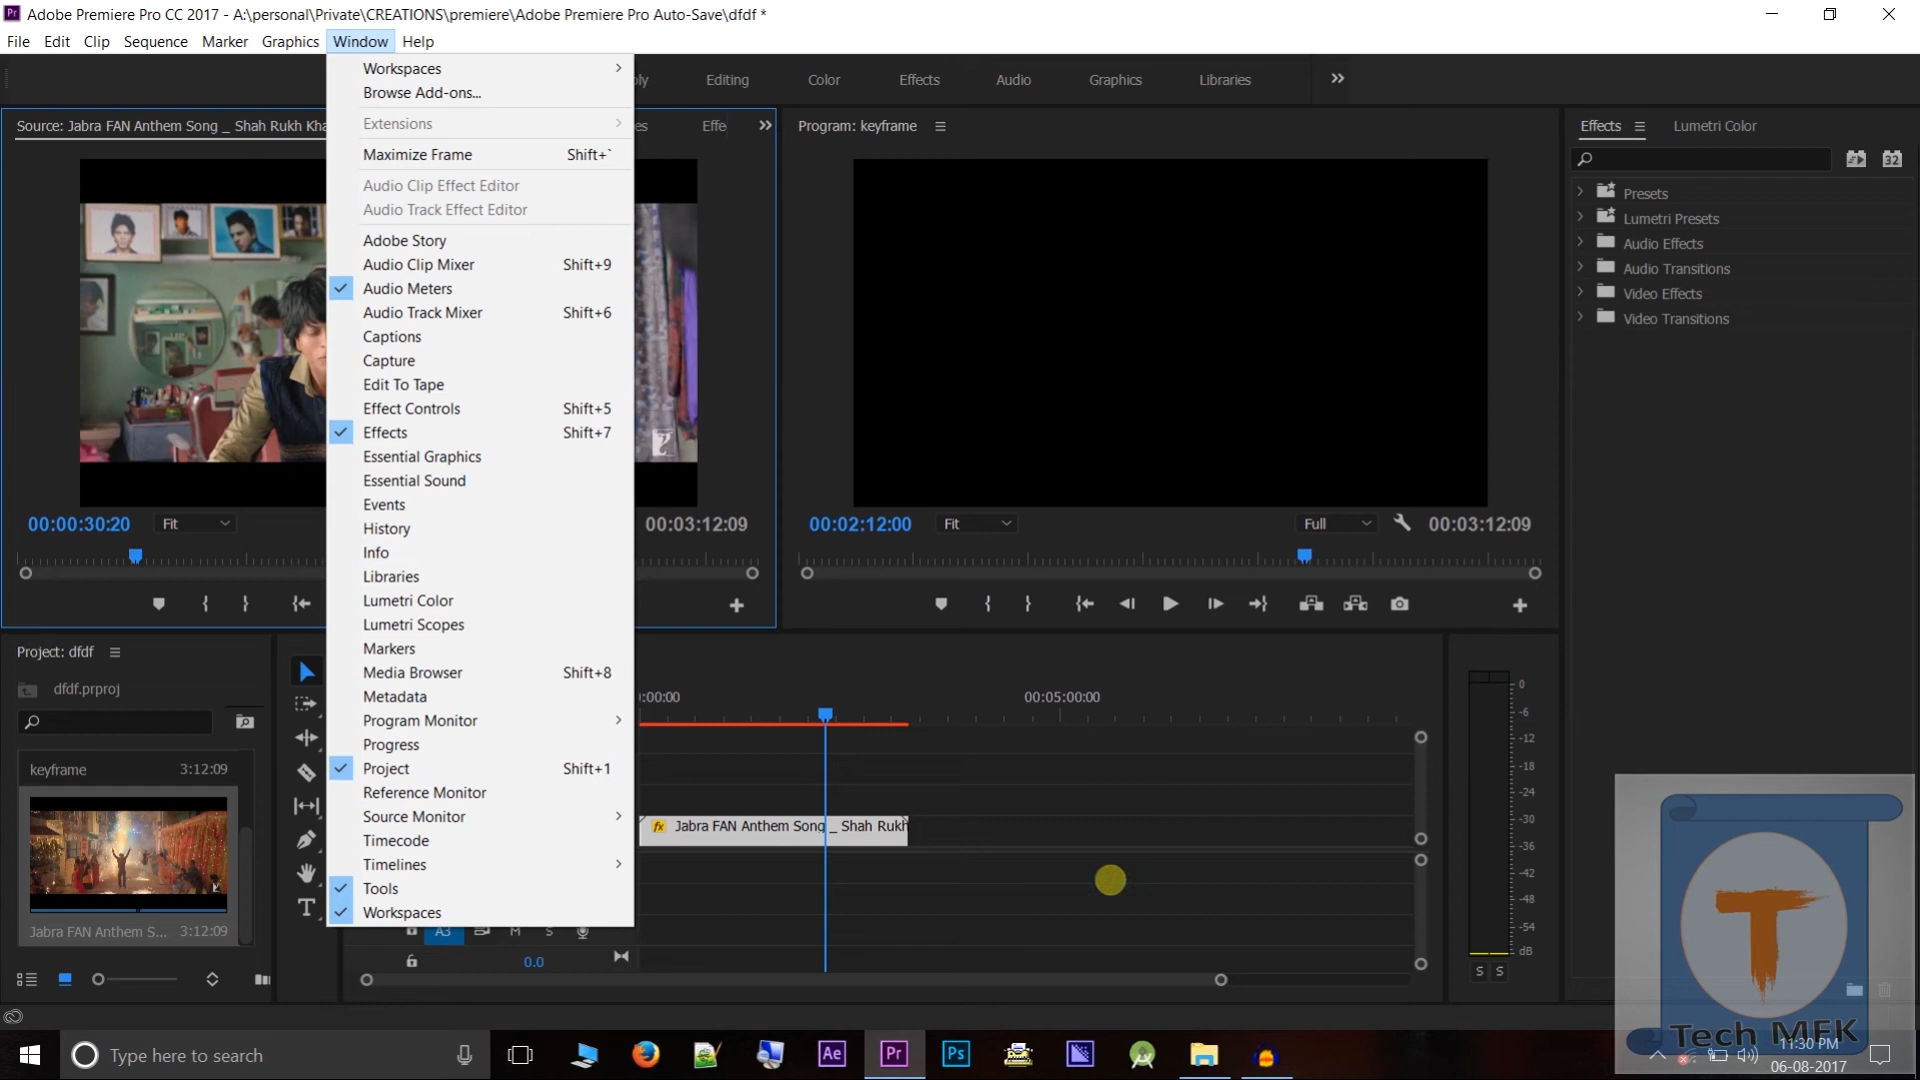 Adobe Premiere Pro CC 2017 - A:\personal\Private\CREATIONS\premiere\Adobe Premiere Pro Auto-Save\dfdf *
File Edit Clip Sequence Marker Graphics Window Help
Editing Color Effects Audio Graphics Libraries
Workspaces
Browse Add-ons...
Extensions
Maximize Frame Shift+`
Audio Clip Effect Editor
Audio Track Effect Editor
Adobe Story
Audio Clip Mixer Shift+9
Audio Meters
Audio Track Mixer Shift+6
Captions
Capture
Edit To Tape
Effect Controls Shift+5
Effects Shift+7
Essential Graphics
Essential Sound
Events
History
Info
Libraries
Lumetri Color
Lumetri Scopes
Markers
Media Browser Shift+8
Metadata
Program Monitor
Progress
Project Shift+1
Reference Monitor
Source Monitor
Timecode
Timelines
Tools
Workspaces
Source: Jabra FAN Anthem Song _ Shah Rukh Kha
Effe
00:00:30:20 Fit 00:03:12:09
Program: keyframe
00:02:12:00 Fit Full 00:03:12:09
Effects Lumetri Color
32
Presets
Lumetri Presets
Audio Effects
Audio Transitions
Video Effects
Video Transitions
Project: dfdf
dfdf.prproj
keyframe 3:12:09
Jabra FAN Anthem S... 3:12:09
:00:00 00:05:00:00
fx Jabra FAN Anthem Song _ Shah Rukh
A3 M S
0.0
0
-6
-12
-18
-24
-30
-36
-42
-48
-54
dB
S S
T
Tech MFK
Type here to search
Ae Pr Ps
11:30 PM
06-08-2017